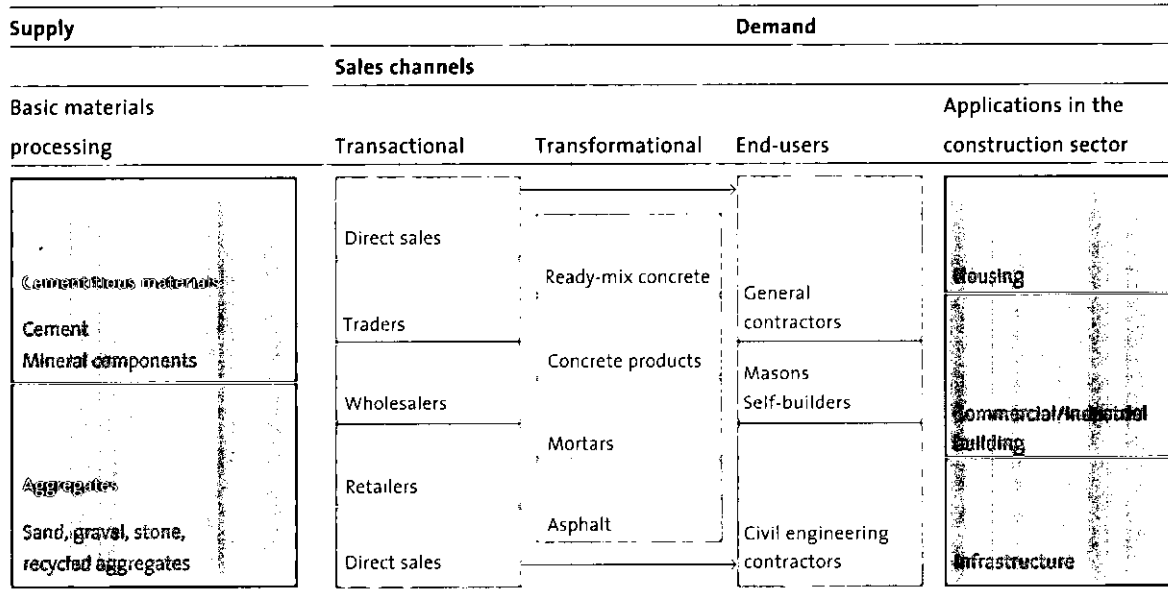 Supply
Demand
Sales channels
Basic materials
processing
Transactional
Transformational
End-users
Applications in the
construction sector
Cementitious materials
Cement
Mineral components
Aggregates
Sand, gravel, stone,
recycled aggregates
Direct sales
Traders
Wholesalers
Retailers
Direct sales
Ready-mix concrete
Concrete products
Mortars
Asphalt
General
contractors
Masons
Self-builders
Civil engineering
contractors
Housing
Commercial/Industrial
building
Infrastructure